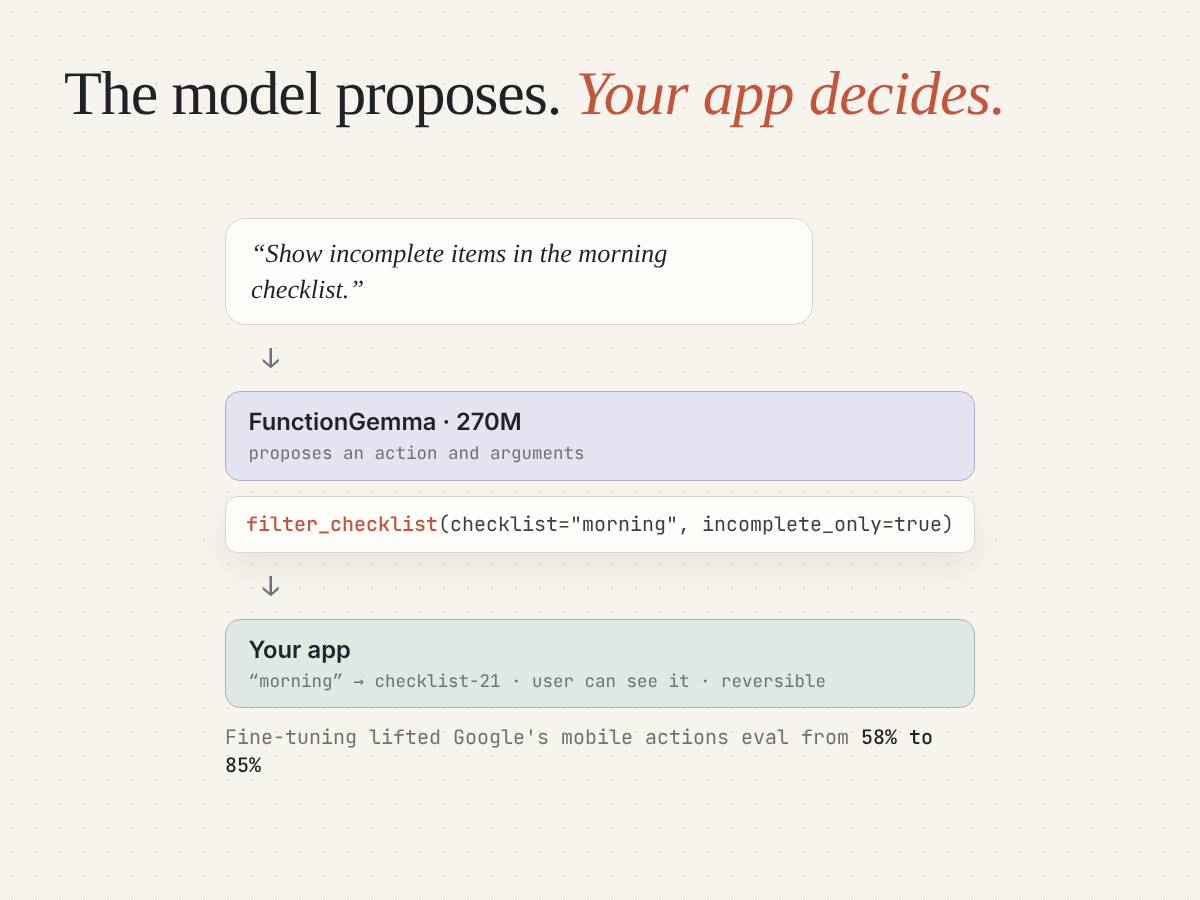 The model proposes. Your app decides.
“Show incomplete items in the morning
checklist.”
↓
FunctionGemma · 270M
proposes an action and arguments
filter_checklist(checklist="morning", incomplete_only=true)
↓
Your app
“morning” → checklist-21 · user can see it · reversible
Fine-tuning lifted Google's mobile actions eval from 58% to
85%